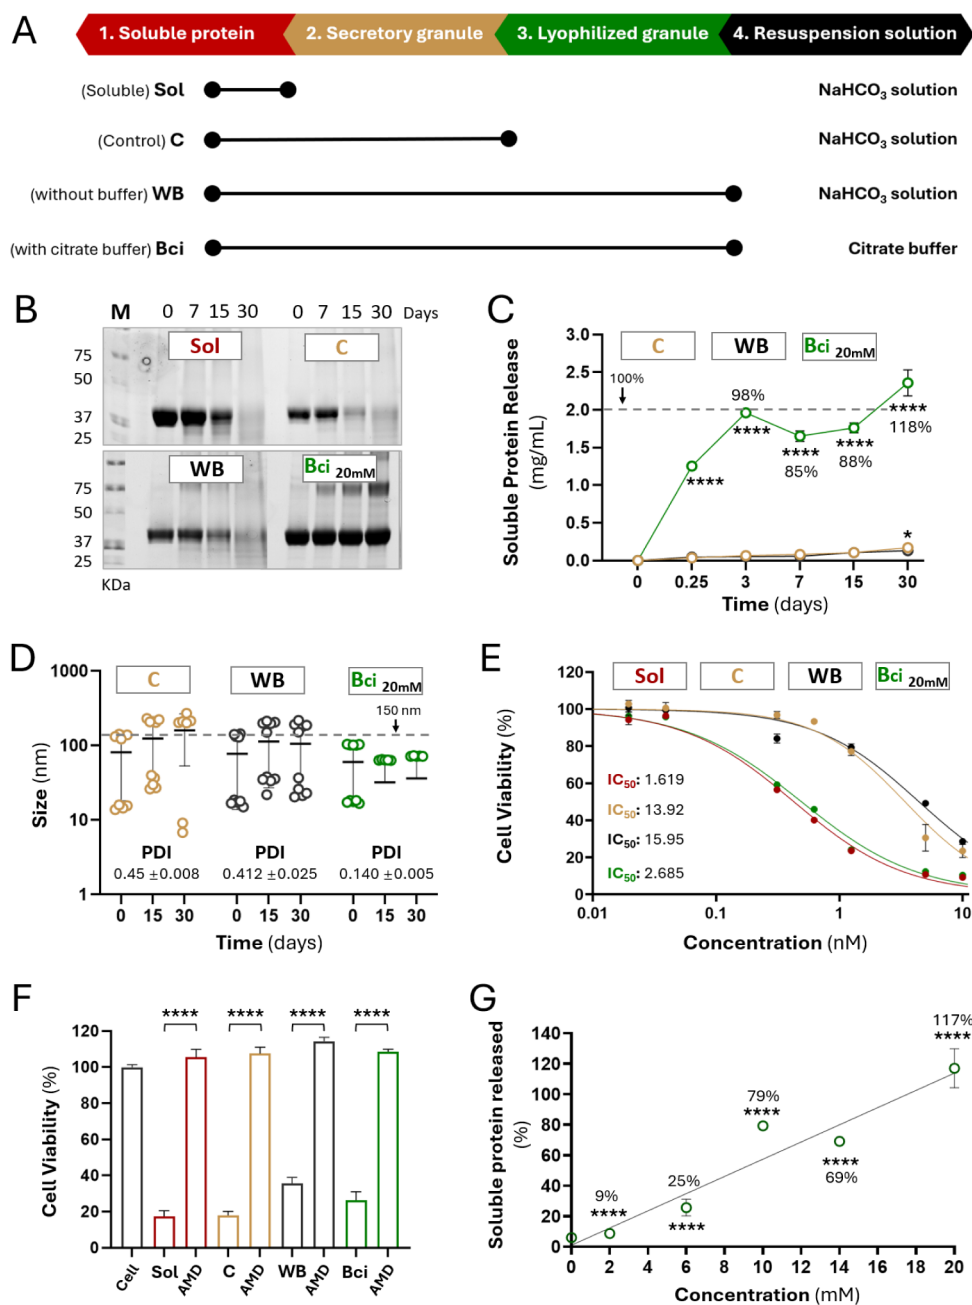 A
1. Soluble protein
2. Secretory granule
3. Lyophilized granule
4. Resuspension solution
(Soluble) Sol
NaHCO3 solution
(Control) C
NaHCO3 solution
(without buffer) WB
NaHCO3 solution
(with citrate buffer) Bci
Citrate buffer
B
M 0 7 15 30 0 7 15 30 Days
Sol
C
75
50
37
25
WB
Bci 20mM
75
50
37
25
KDa
C
C
WB
Bci 20mM
Soluble Protein Release
(mg/mL)
3.0
2.5
2.0
1.5
1.0
0.5
0.0
100%
98%
****
****
****
85%
****
88%
****
118%
*
0 0.25 3 7 15 30
Time (days)
D
C
WB
Bci 20mM
150 nm
Size (nm)
1000
100
10
1
PDI
0.45 ±0.008
PDI
0.412 ±0.025
PDI
0.140 ±0.005
0 15 30 0 15 30 0 15 30
Time (days)
E
Sol
C
WB
Bci 20mM
Cell Viability (%)
120
100
80
60
40
20
0
IC50: 1.619
IC50: 13.92
IC50: 15.95
IC50: 2.685
0.01 0.1 1 10
Concentration (nM)
F
**** **** **** ****
Cell Viability (%)
120
100
80
60
40
20
0
Cell Sol AMD C AMD WB AMD Bci AMD
G
Soluble protein released
(%)
140
120
100
80
60
40
20
0
9%
****
25%
****
79%
****
****
69%
117%
****
0 2 4 6 8 10 12 14 16 18 20
Concentration (mM)